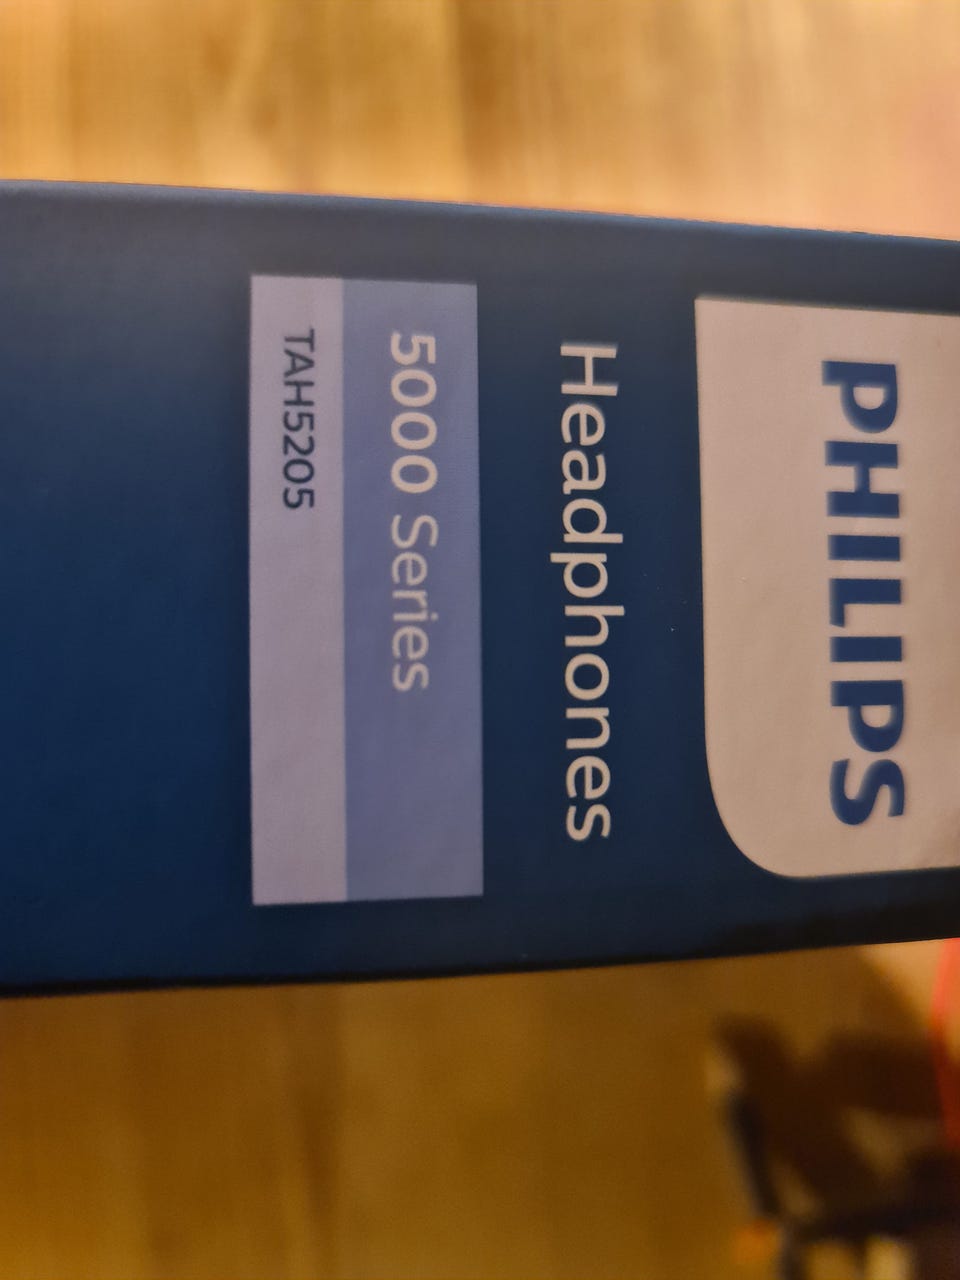 PHILIPS
Headphones
5000 Series
TAH5205